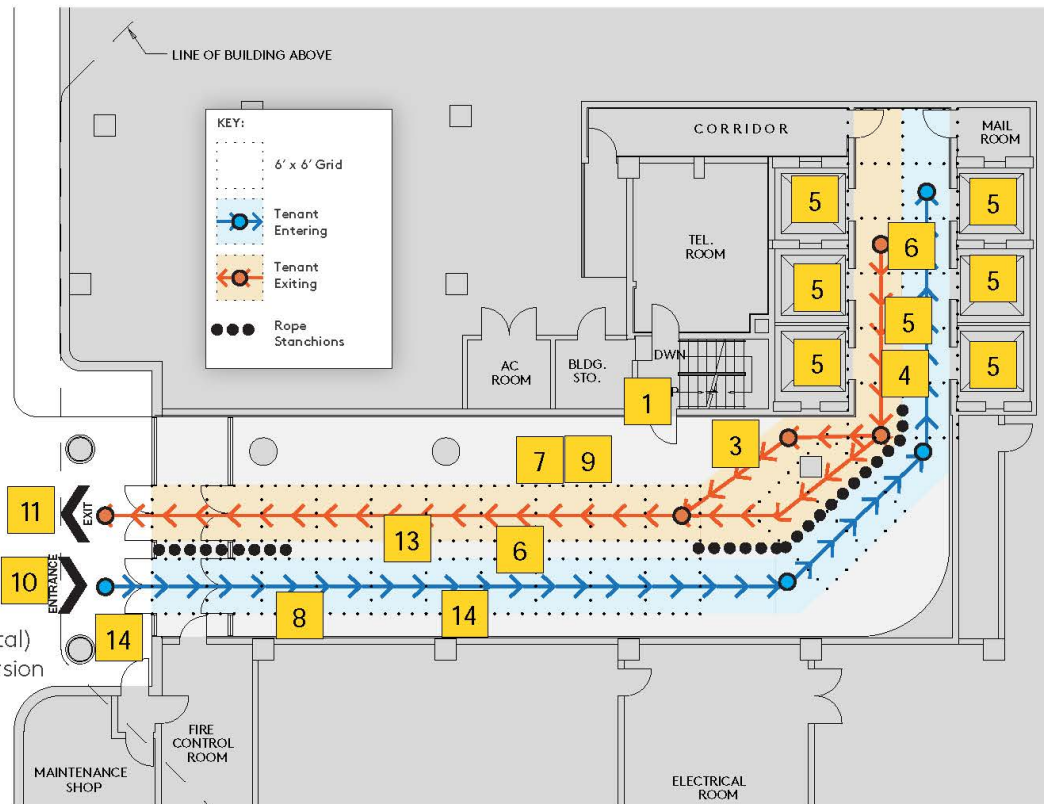 LINE OF BUILDING ABOVE
KEY:
6' x 6' Grid
Tenant
Entering
Tenant
Exiting
Rope
Stanchions
CORRIDOR
MAIL
ROOM
5
5
6
TEL.
ROOM
5
5
5
AC
ROOM
BLDG.
STO.
DWN
5
4
5
1
3
7
9
11
EXIT
13
6
10
ENTRANCE
8
14
14
FIRE
CONTROL
ROOM
MAINTENANCE
SHOP
ELECTRICAL
ROOM